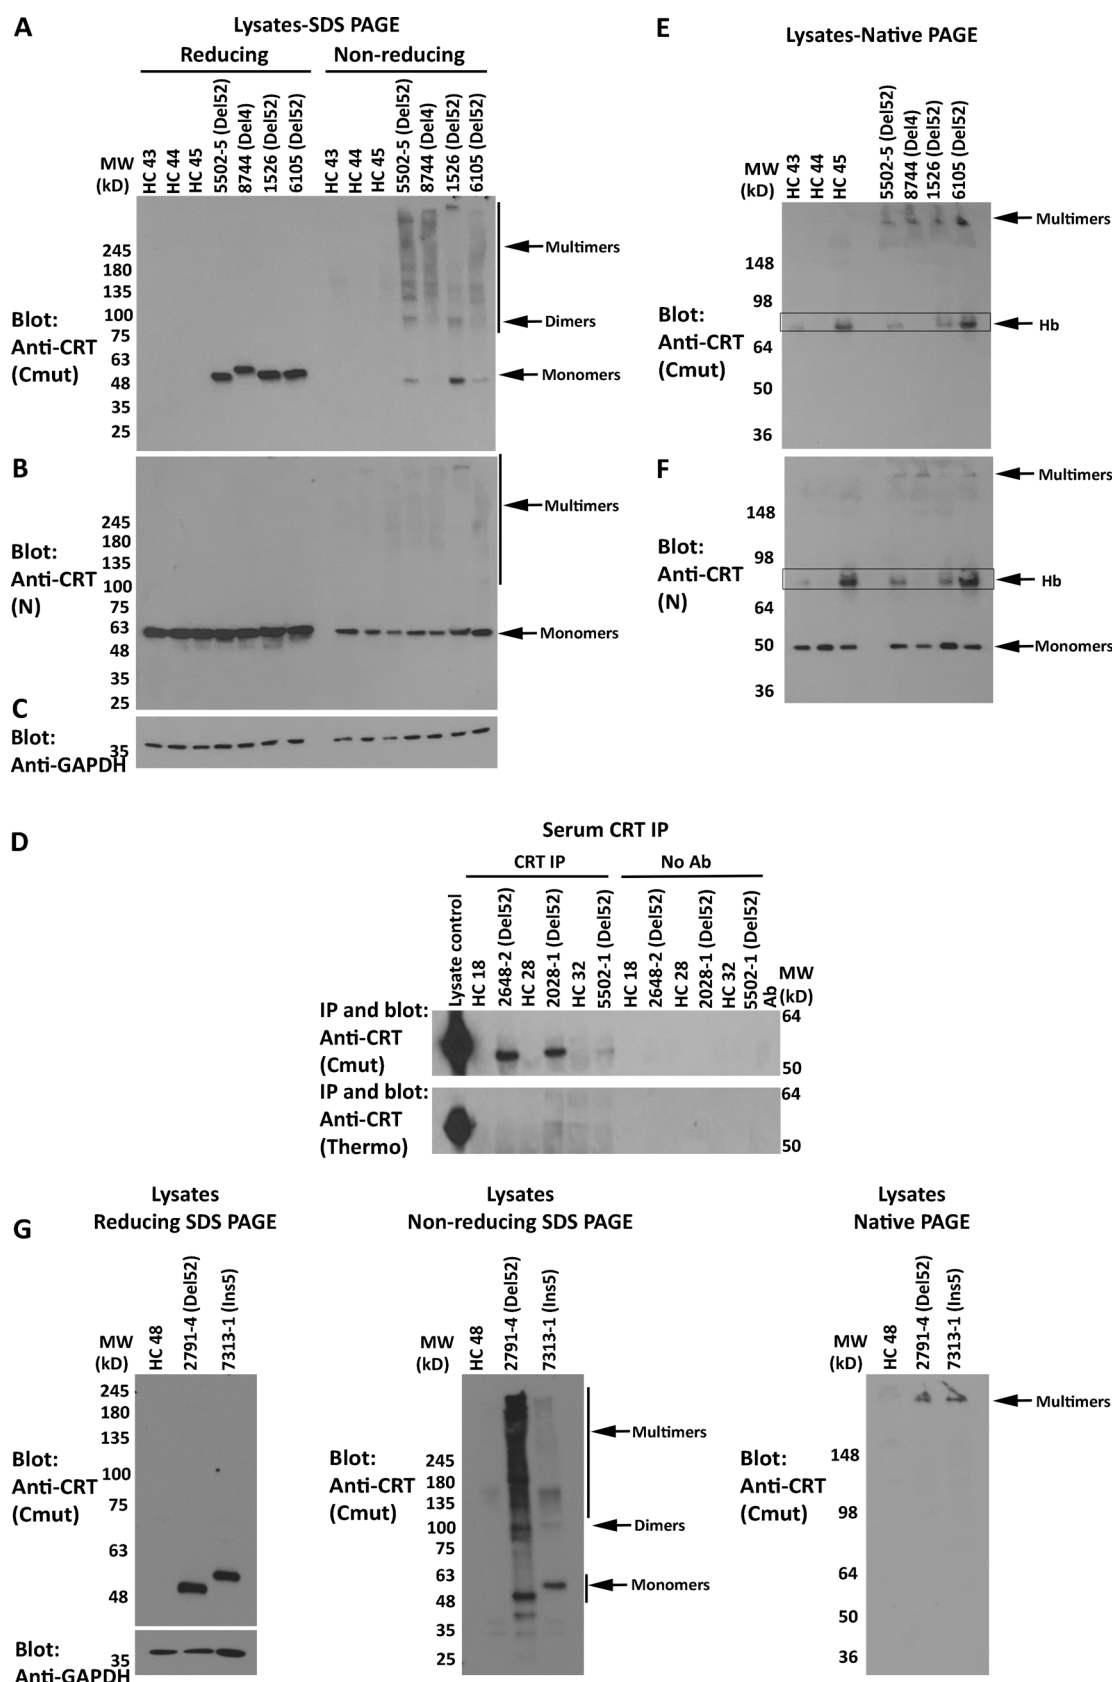 A
Lysates-SDS PAGE
Reducing
Non-reducing
MW
(kD)
HC 43
HC 44
HC 45
5502-5 (Del52)
8744 (Del4)
1526 (Del52)
6105 (Del52)
HC 43
HC 44
HC 45
5502-5 (Del52)
8744 (Del4)
1526 (Del52)
6105 (Del52)
245
180
135
100
75
63
48
35
25
Blot:
Anti-CRT
(Cmut)
Multimers
Dimers
Monomers
B
245
180
135
100
75
63
48
35
25
Blot:
Anti-CRT
(N)
Multimers
Monomers
C
Blot:
Anti-GAPDH
35
E
Lysates-Native PAGE
MW
(kD)
HC 43
HC 44
HC 45
5502-5 (Del52)
8744 (Del4)
1526 (Del52)
6105 (Del52)
148
98
64
50
36
Blot:
Anti-CRT
(Cmut)
Multimers
Hb
F
148
98
64
50
36
Blot:
Anti-CRT
(N)
Multimers
Hb
Monomers
D
Serum CRT IP
CRT IP
No Ab
Lysate control
HC 18
2648-2 (Del52)
HC 28
2028-1 (Del52)
HC 32
5502-1 (Del52)
HC 18
2648-2 (Del52)
HC 28
2028-1 (Del52)
HC 32
5502-1 (Del52)
Ab
MW
(kD)
IP and blot:
Anti-CRT
(Cmut)
64
50
IP and blot:
Anti-CRT
(Thermo)
64
50
G
Lysates
Reducing SDS PAGE
MW
(kD)
HC 48
2791-4 (Del52)
7313-1 (Ins5)
245
180
135
100
75
63
48
Blot:
Anti-CRT
(Cmut)
Blot:
Anti-GAPDH
35
Lysates
Non-reducing SDS PAGE
MW
(kD)
HC 48
2791-4 (Del52)
7313-1 (Ins5)
245
180
135
100
75
63
48
35
25
Blot:
Anti-CRT
(Cmut)
Multimers
Dimers
Monomers
Lysates
Native PAGE
MW
(kD)
HC 48
2791-4 (Del52)
7313-1 (Ins5)
148
98
64
50
36
Blot:
Anti-CRT
(Cmut)
Multimers